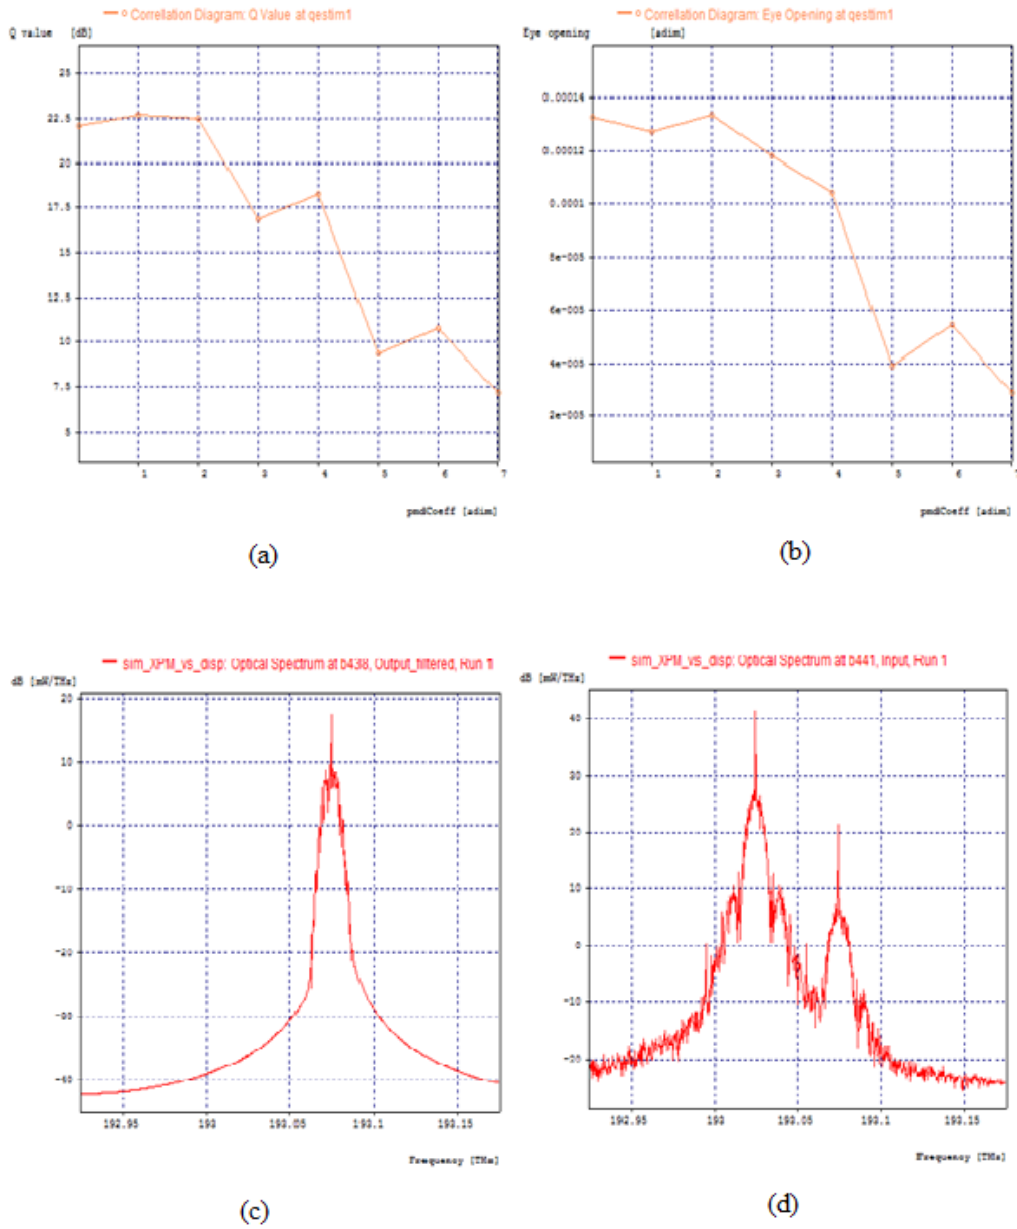 Correllation Diagram: Q Value at qestim1
Q value [dB]
25
22.5
20
17.5
15
12.5
10
7.5
5
1 2 3 4 5 6 7
pmdCoeff [adim]
(a)
Correllation Diagram: Eye Opening at qestim1
Eye opening [adim]
0.00014
0.00012
0.0001
8e-005
6e-005
4e-005
2e-005
1 2 3 4 5 6 7
pmdCoeff [adim]
(b)
sim_XPM_vs_disp: Optical Spectrum at b438, Output_filtered, Run 1
dB [mW/THz]
20
10
0
-10
-20
-30
-40
192.95 193 193.05 193.1 193.15
Frequency [THz]
(c)
sim_XPM_vs_disp: Optical Spectrum at b441, Input, Run 1
dB [mW/THz]
40
30
20
10
0
-10
-20
192.95 193 193.05 193.1 193.15
Frequency [THz]
(d)